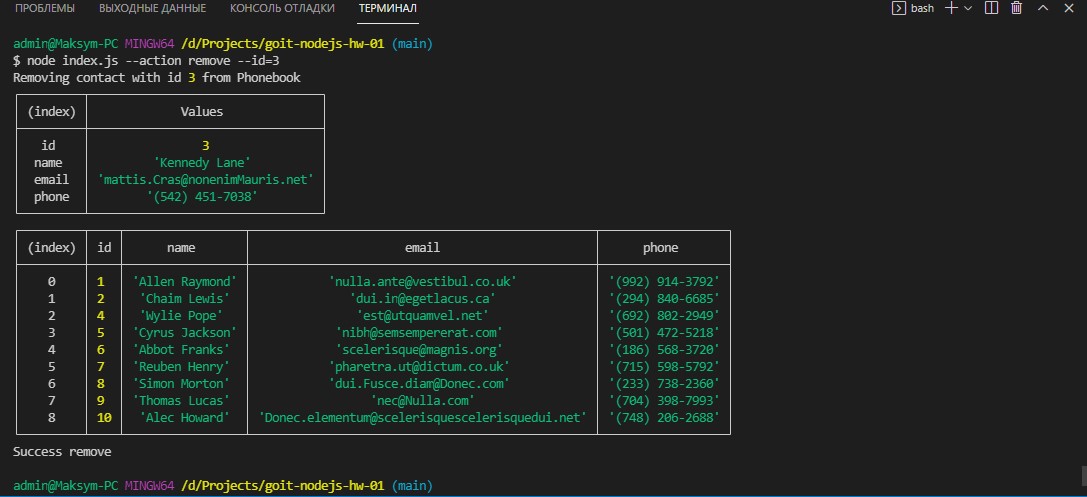 ПРОБЛЕМЫ ВЫХОДНЫЕ ДАННЫЕ КОНСОЛЬ ОТЛАДКИ ТЕРМИНАЛ bash
admin@Maksym-PC MINGW64 /d/Projects/goit-nodejs-hw-01 (main)
$ node index.js --action remove --id=3
Removing contact with id 3 from Phonebook
(index) Values
id 3
name 'Kennedy Lane'
email 'mattis.Cras@nonenimMauris.net'
phone '(542) 451-7038'
(index) id name email phone
0 1 'Allen Raymond' 'nulla.ante@vestibul.co.uk' '(992) 914-3792'
1 2 'Chaim Lewis' 'dui.in@egetlacus.ca' '(294) 840-6685'
2 4 'Wylie Pope' 'est@utquamvel.net' '(692) 802-2949'
3 5 'Cyrus Jackson' 'nibh@semsempererat.com' '(501) 472-5218'
4 6 'Abbot Franks' 'scelerisque@magnis.org' '(186) 568-3720'
5 7 'Reuben Henry' 'pharetra.ut@dictum.co.uk' '(715) 598-5792'
6 8 'Simon Morton' 'dui.Fusce.diam@Donec.com' '(233) 738-2360'
7 9 'Thomas Lucas' 'nec@Nulla.com' '(704) 398-7993'
8 10 'Alec Howard' 'Donec.elementum@scelerisquescelerisquedui.net' '(748) 206-2688'
Success remove
admin@Maksym-PC MINGW64 /d/Projects/goit-nodejs-hw-01 (main)